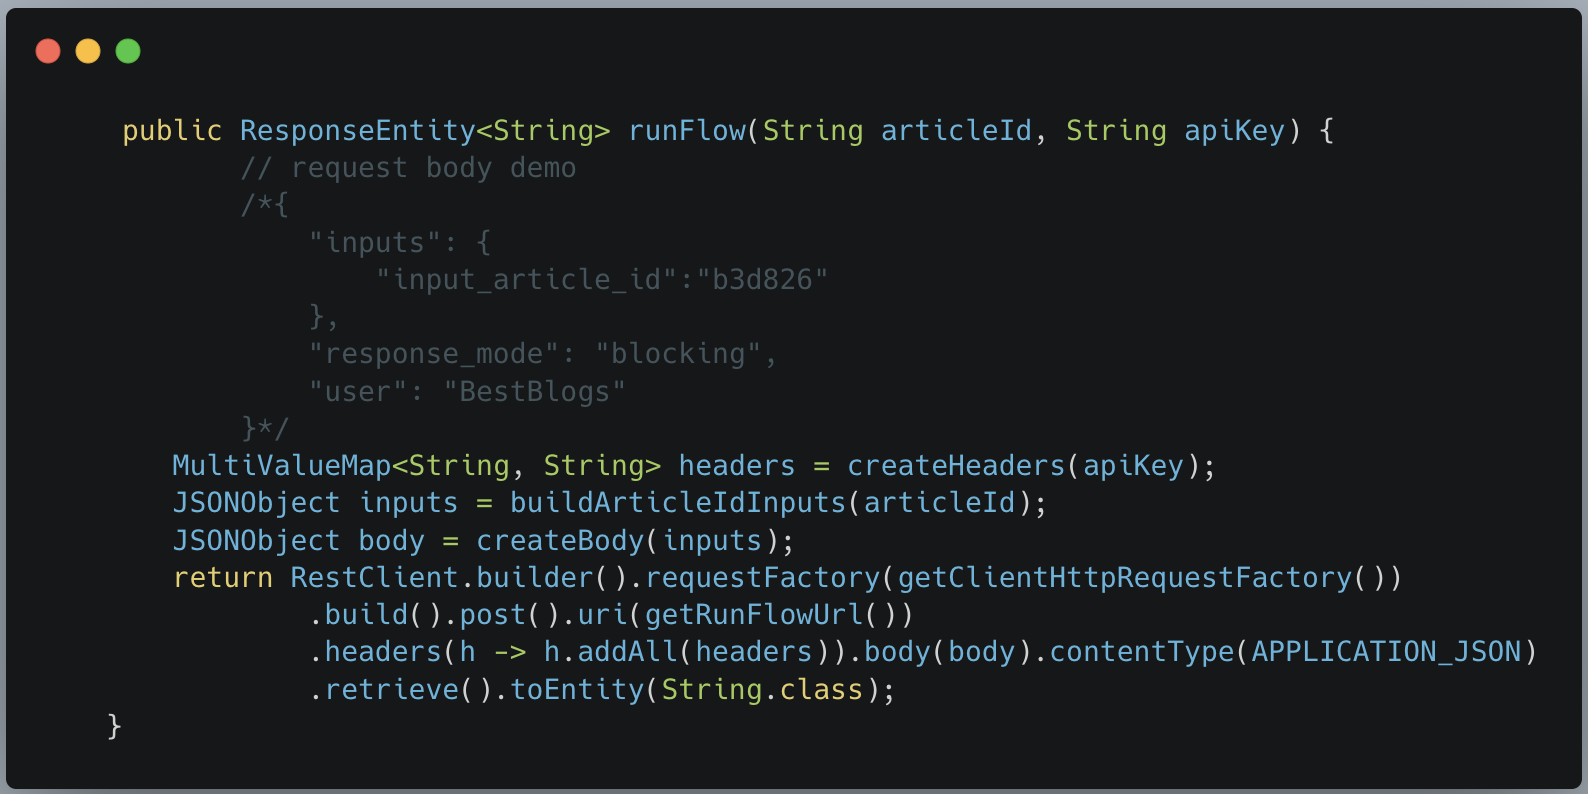 public ResponseEntity<String> runFlow(String articleId, String apiKey) {
// request body demo
/*{
"inputs": {
"input_article_id":"b3d826"
},
"response_mode": "blocking",
"user": "BestBlogs"
}*/
MultiValueMap<String, String> headers = createHeaders(apiKey);
JSONObject inputs = buildArticleIdInputs(articleId);
JSONObject body = createBody(inputs);
return RestClient.builder().requestFactory(getClientHttpRequestFactory())
.build().post().uri(getRunFlowUrl())
.headers(h -> h.addAll(headers)).body(body).contentType(APPLICATION_JSON)
.retrieve().toEntity(String.class);
}